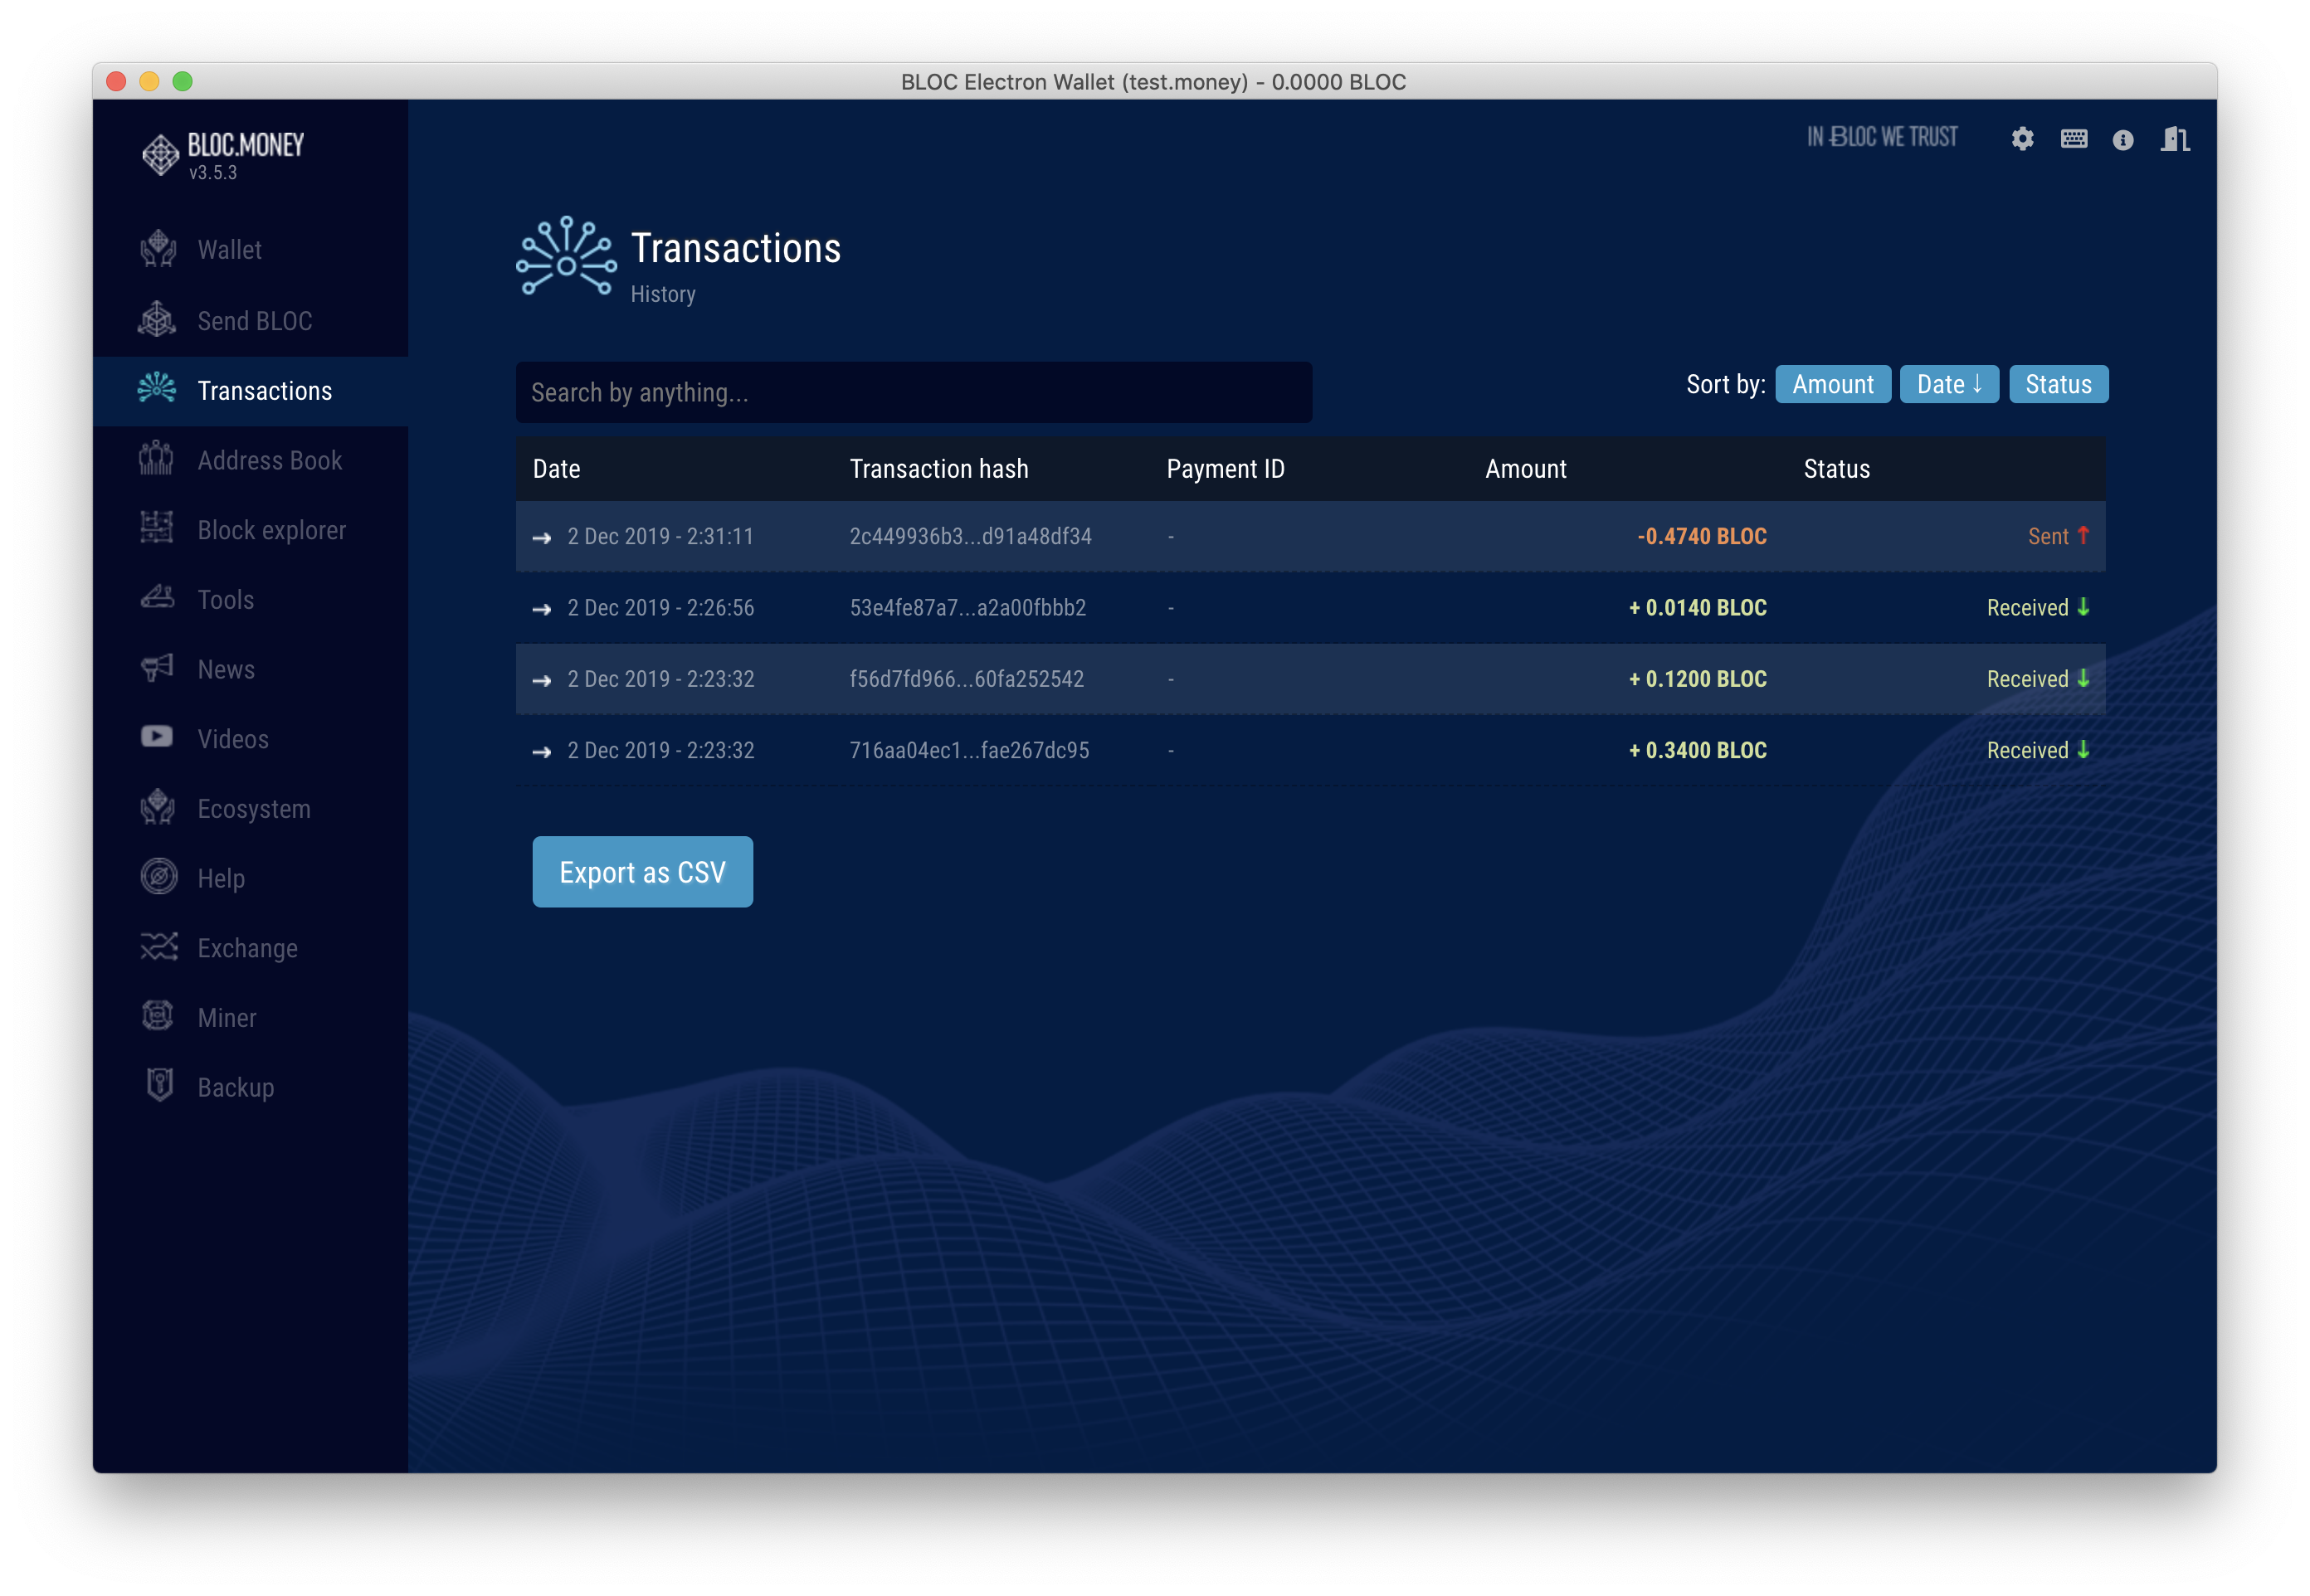 BLOC Electron Wallet (test.money) - 0.0000 BLOC
BLOC.MONEY
v3.5.3
IN BLOC WE TRUST
Wallet
Send BLOC
Transactions
Address Book
Block explorer
Tools
News
Videos
Ecosystem
Help
Exchange
Miner
Backup
Transactions
History
Search by anything...
Sort by: Amount Date ↓ Status
Date Transaction hash Payment ID Amount Status
→ 2 Dec 2019 - 2:31:11 2c449936b3...d91a48df34 - -0.4740 BLOC Sent ↑
→ 2 Dec 2019 - 2:26:56 53e4fe87a7...a2a00fbbb2 - + 0.0140 BLOC Received ↓
→ 2 Dec 2019 - 2:23:32 f56d7fd966...60fa252542 - + 0.1200 BLOC Received ↓
→ 2 Dec 2019 - 2:23:32 716aa04ec1...fae267dc95 - + 0.3400 BLOC Received ↓
Export as CSV